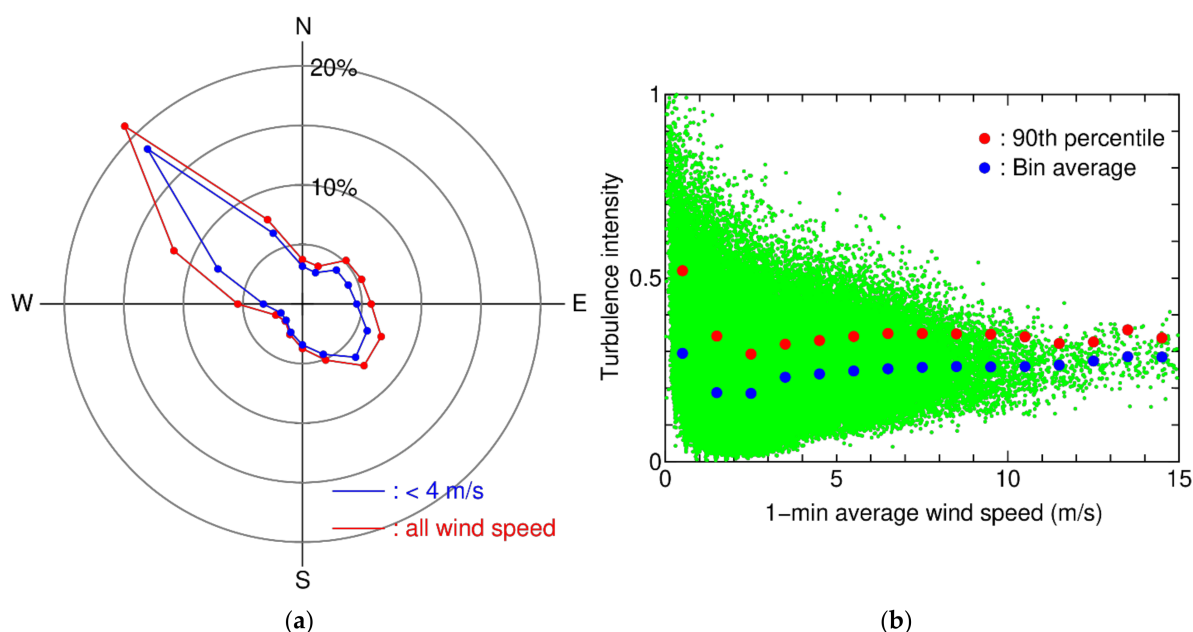 N
20%
10%
W
E
S
: < 4 m/s
: all wind speed
(a)
1
0.5
0
Turbulence intensity
: 90th percentile
: Bin average
0 5 10 15
1−min average wind speed (m/s)
(b)